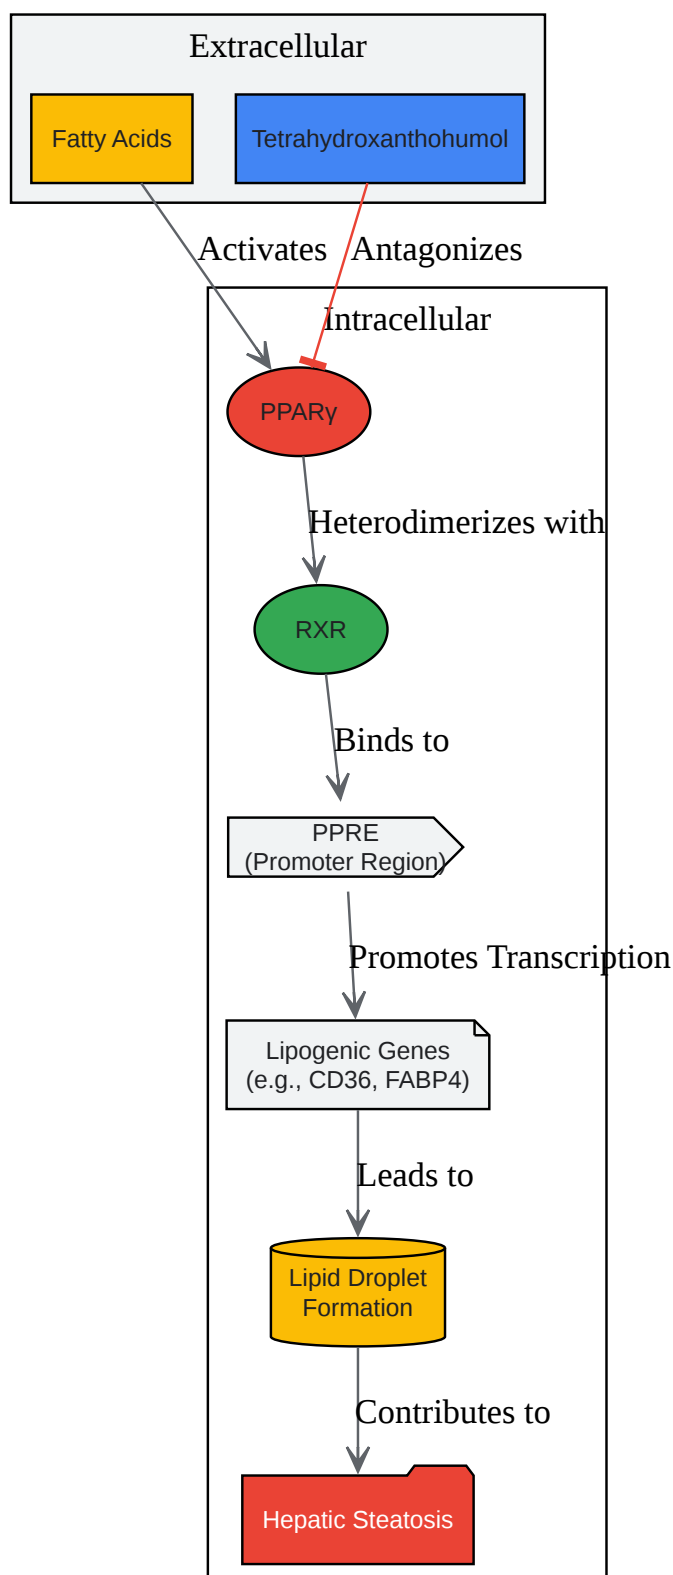 Extracellular
Fatty Acids
Tetrahydroxanthohumol
Activates
Antagonizes
Intracellular
PPARγ
Heterodimerizes with
RXR
Binds to
PPRE
(Promoter Region)
Promotes Transcription
Lipogenic Genes
(e.g., CD36, FABP4)
Leads to
Lipid Droplet
Formation
Contributes to
Hepatic Steatosis